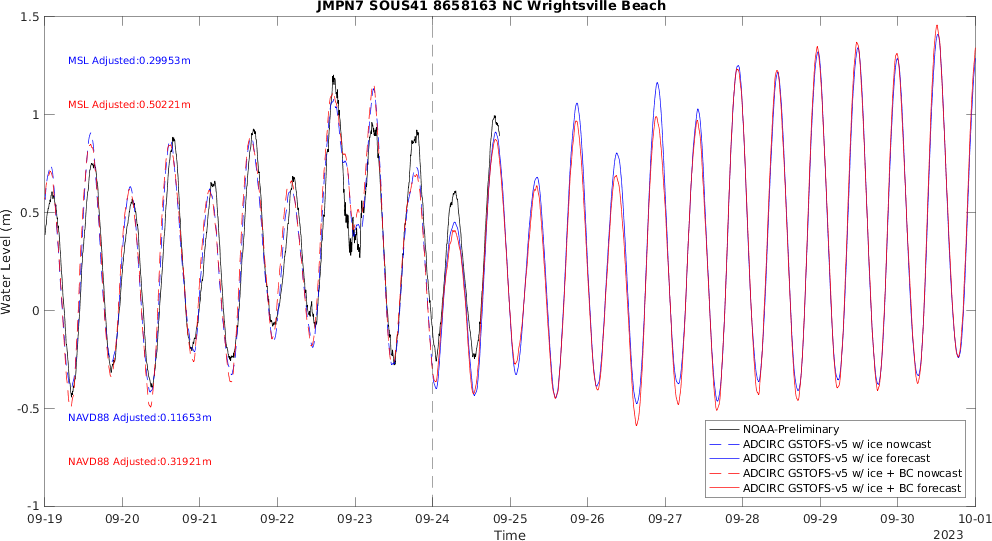 JMPN7 SOUS41 8658163 NC Wrightsville Beach
1.5
1
0.5
0
-0.5
-1
Water Level (m)
MSL Adjusted:0.29953m
MSL Adjusted:0.50221m
NAVD88 Adjusted:0.11653m
NAVD88 Adjusted:0.31921m
NOAA-Preliminary
ADCIRC GSTOFS-v5 w/ ice nowcast
ADCIRC GSTOFS-v5 w/ ice forecast
ADCIRC GSTOFS-v5 w/ ice + BC nowcast
ADCIRC GSTOFS-v5 w/ ice + BC forecast
09-19 09-20 09-21 09-22 09-23 09-24 09-25 09-26 09-27 09-28 09-29 09-30 10-01
Time
2023